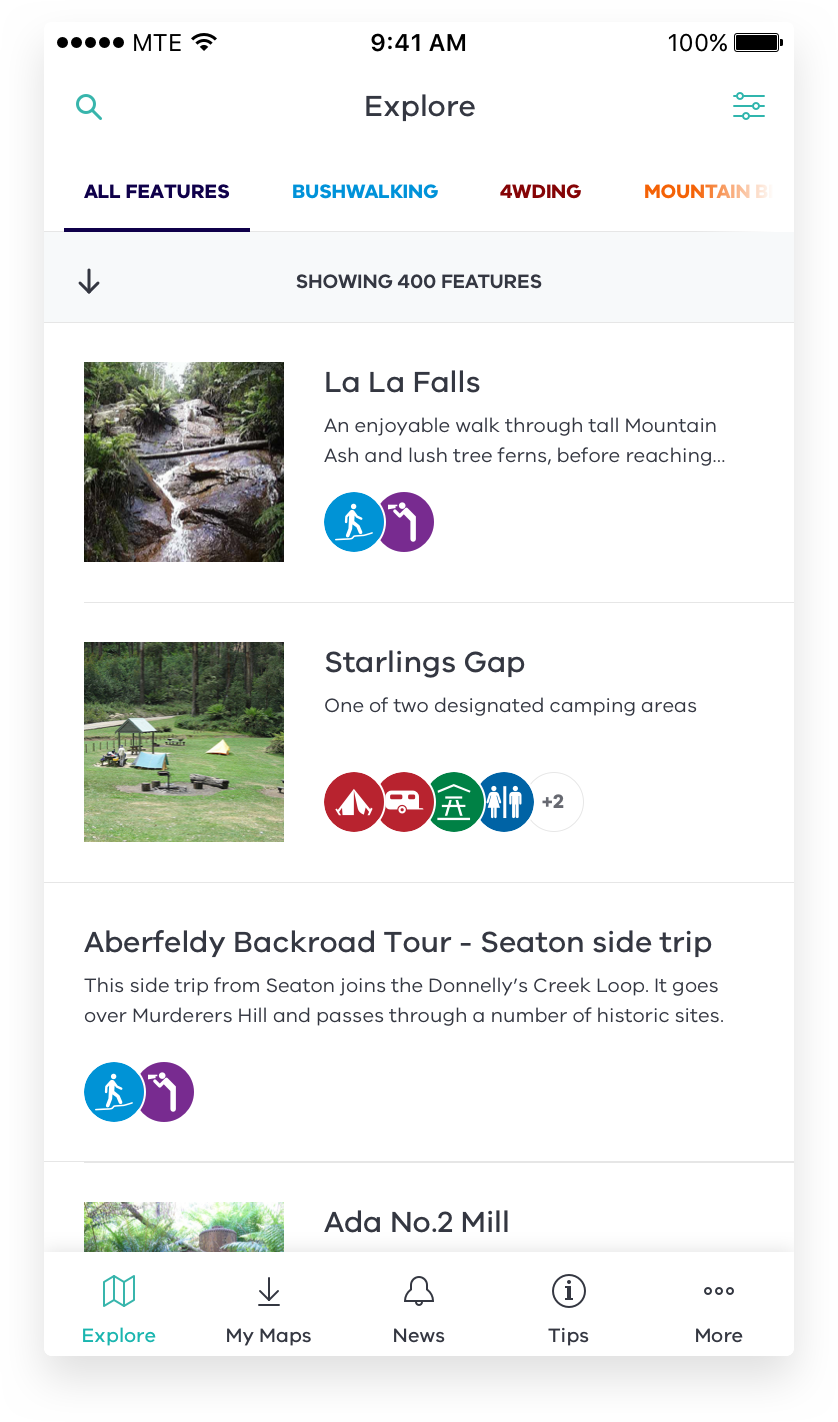 MTE 9:41 AM 100%
Explore
ALL FEATURES BUSHWALKING 4WDING MOUNTAIN B
SHOWING 400 FEATURES
La La Falls
An enjoyable walk through tall Mountain
Ash and lush tree ferns, before reaching...
Starlings Gap
One of two designated camping areas
+2
Aberfeldy Backroad Tour - Seaton side trip
This side trip from Seaton joins the Donnelly’s Creek Loop. It goes
over Murderers Hill and passes through a number of historic sites.
Ada No.2 Mill
Explore My Maps News Tips More